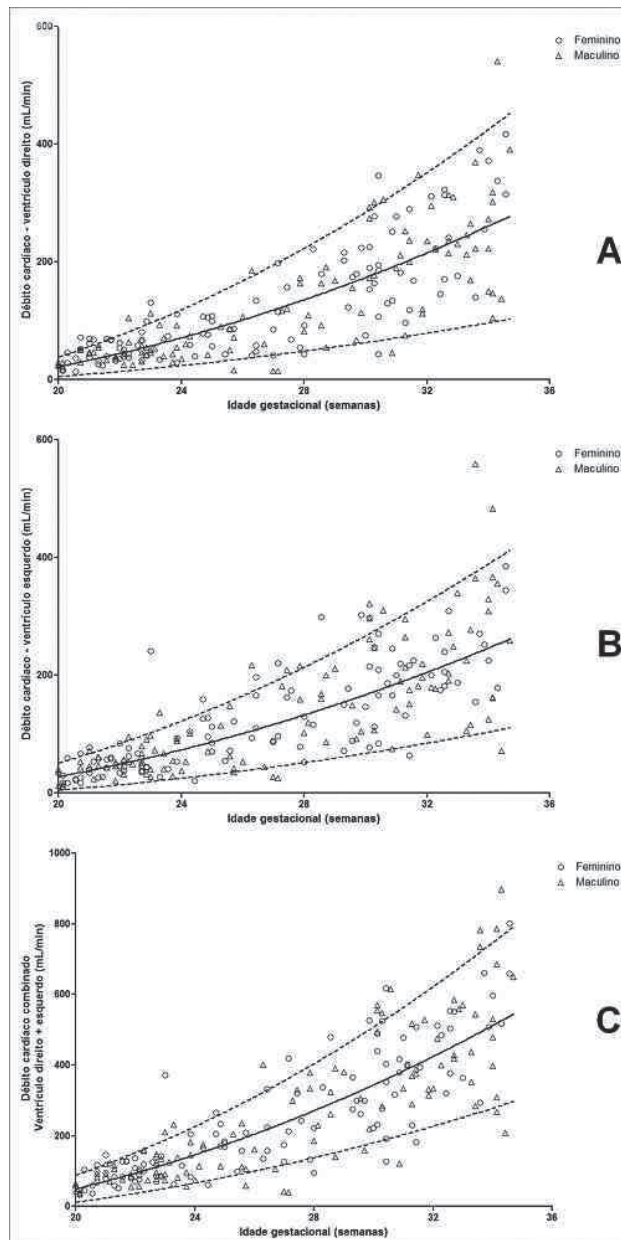 600
Feminino
Maculino
400
200
0
Débito cardíaco - ventrículo direito (mL/min)
A
20 24 28 32 36
Idade gestacional (semanas)
600
Feminino
Maculino
400
200
0
Débito cardíaco - ventrículo esquerdo (mL/min)
B
20 24 28 32 36
Idade gestacional (semanas)
1000
Feminino
Maculino
800
600
400
200
0
Débito cardíaco combinado
Ventrículo direito + esquerdo (mL/min)
C
20 24 28 32 36
Idade gestacional (semanas)